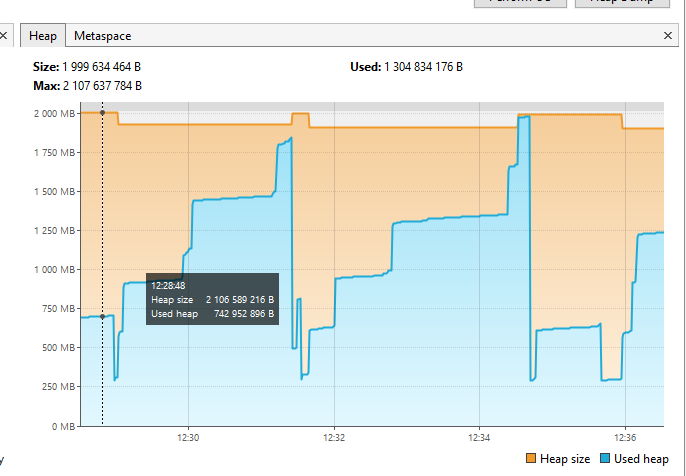 Heap Metaspace
Size: 1 999 634 464 B Used: 1 304 834 176 B
Max: 2 107 637 784 B
2 000 MB
1 750 MB
1 500 MB
1 250 MB
1 000 MB
750 MB
500 MB
250 MB
0 MB
12:28:48
Heap size 2 106 589 216 B
Used heap 742 952 896 B
12:30 12:32 12:34 12:36
Heap size Used heap